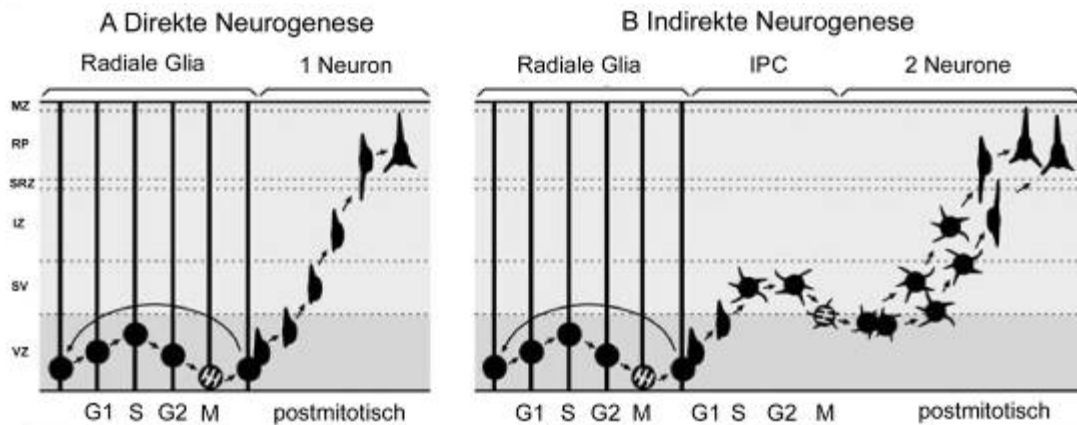 A Direkte Neurogenese
Radiale Glia
1 Neuron
MZ
RP
SRZ
IZ
SV
VZ
G1 S G2 M
postmitotisch
B Indirekte Neurogenese
Radiale Glia
IPC
2 Neurone
G1 S G2 M
G1 S G2 M
postmitotisch